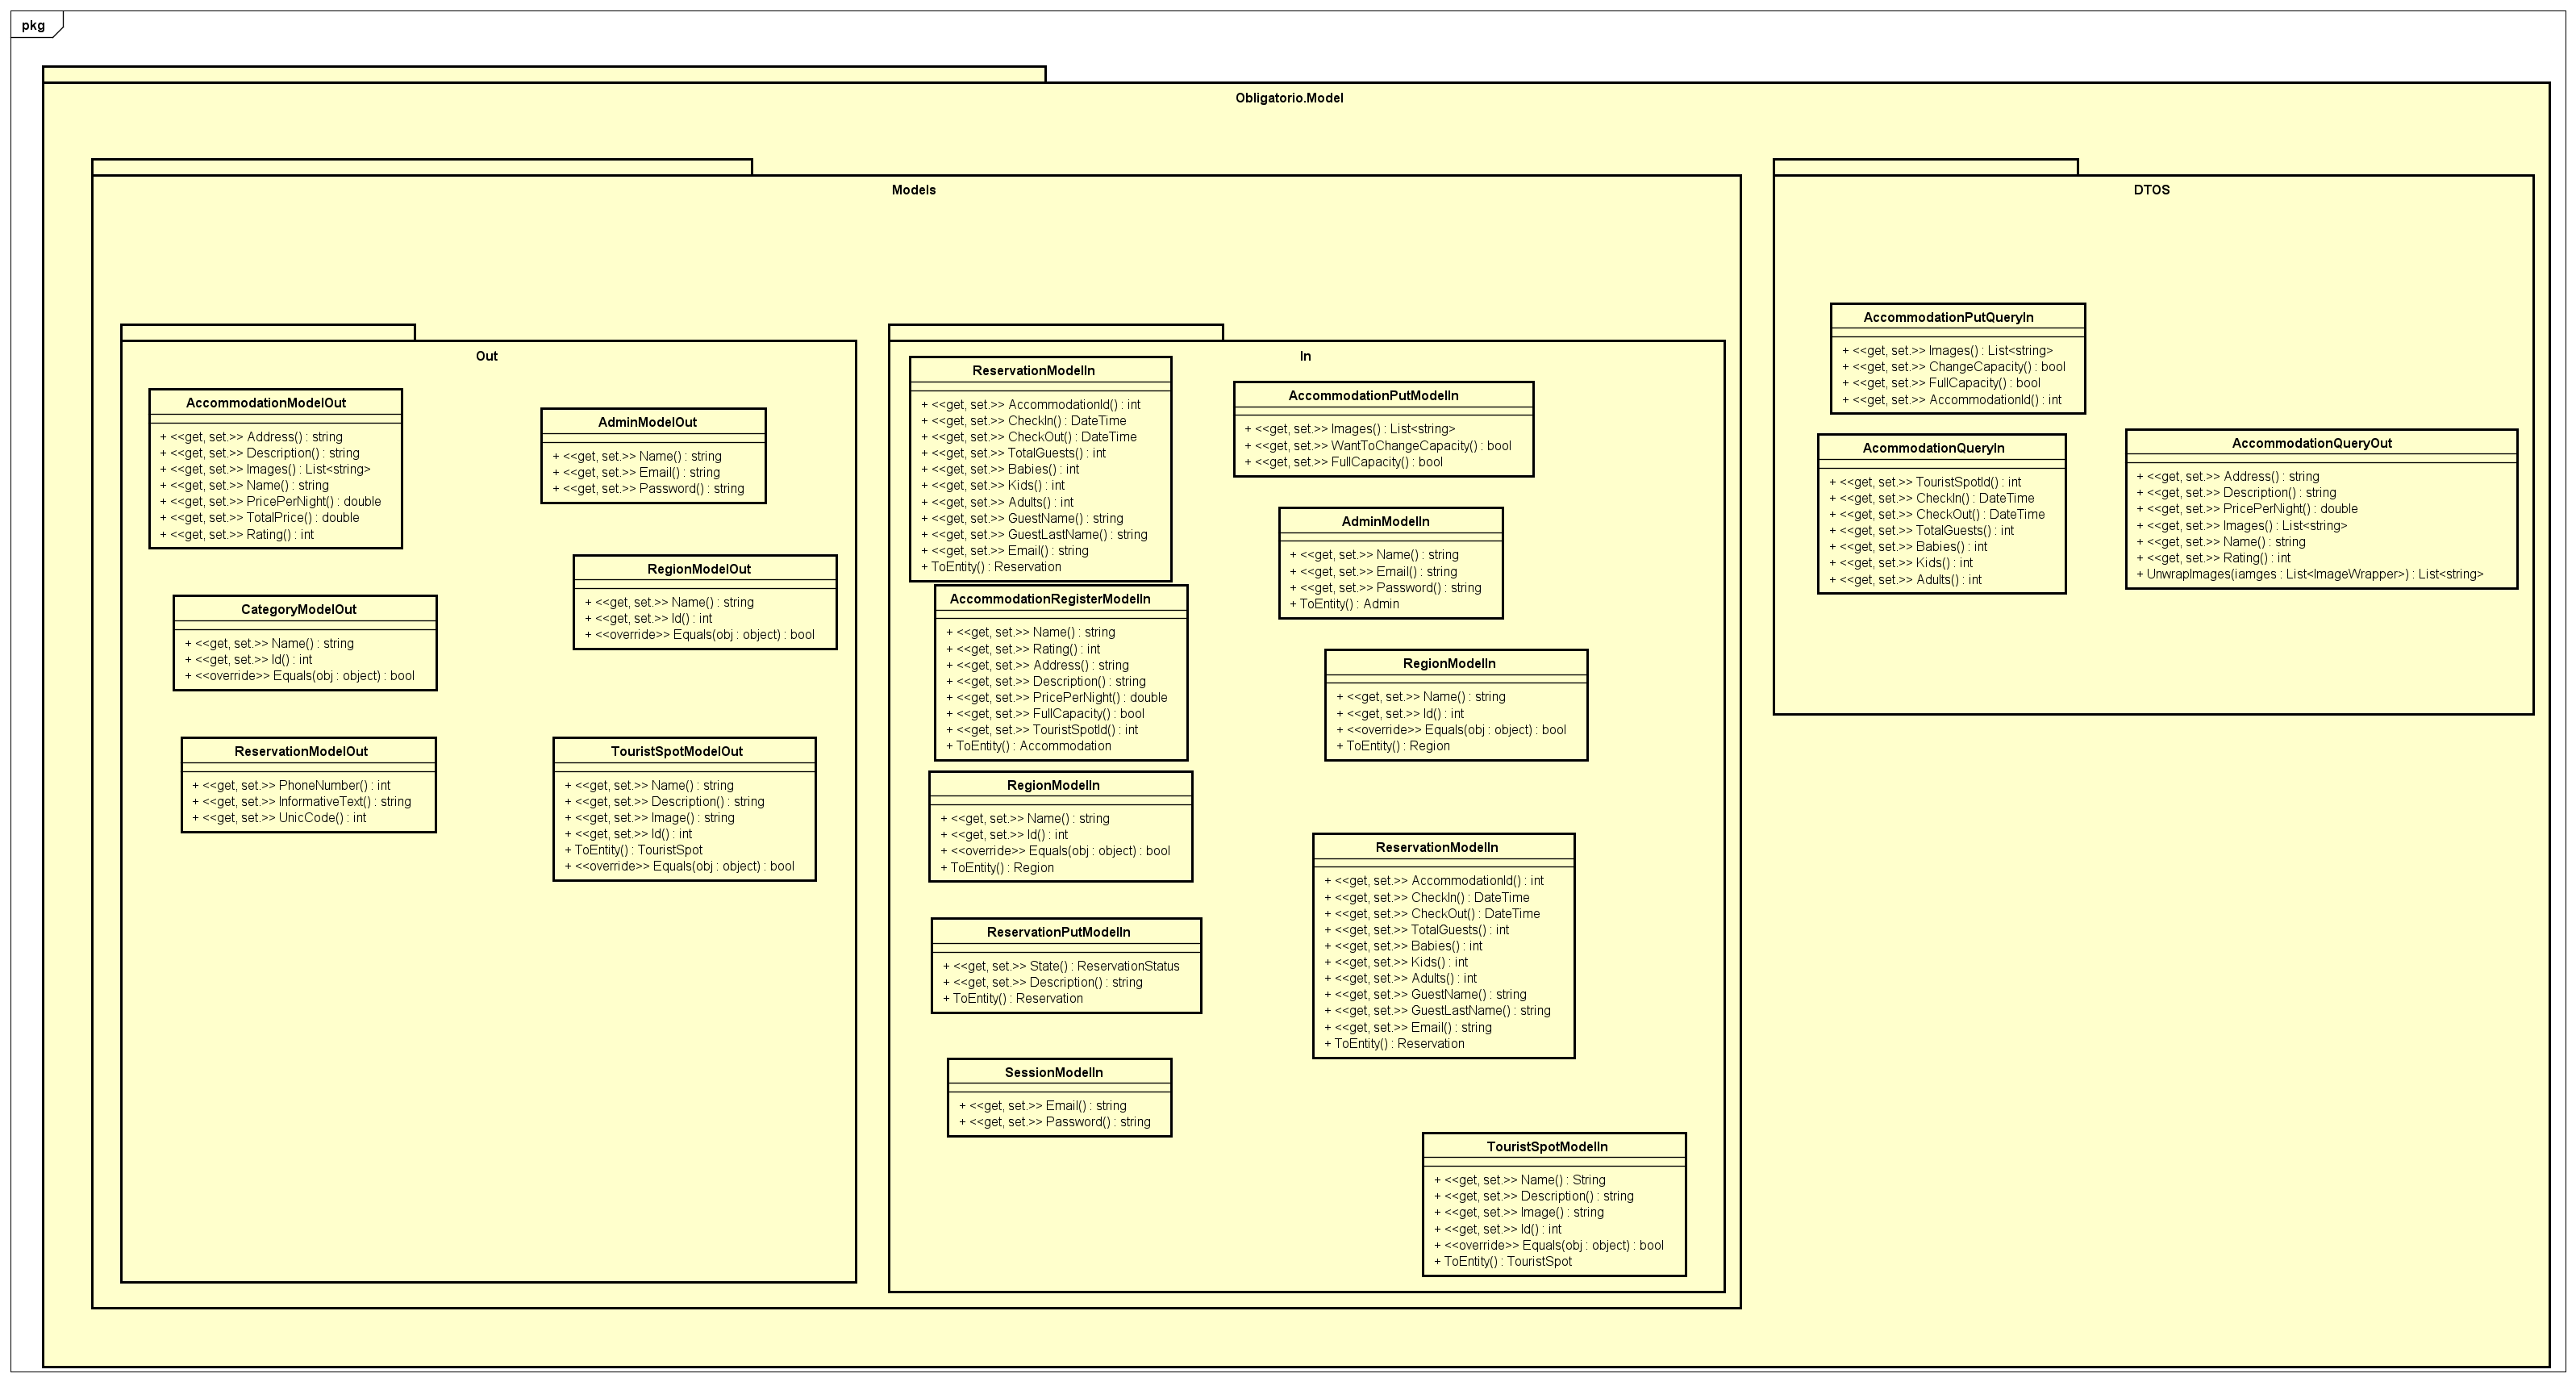 pkg
Obligatorio.Model
Models
Out
AccommodationModelOut
+ <<get, set.>> Address() : string
+ <<get, set.>> Description() : string
+ <<get, set.>> Images() : List<string>
+ <<get, set.>> Name() : string
+ <<get, set.>> PricePerNight() : double
+ <<get, set.>> TotalPrice() : double
+ <<get, set.>> Rating() : int
AdminModelOut
+ <<get, set.>> Name() : string
+ <<get, set.>> Email() : string
+ <<get, set.>> Password() : string
RegionModelOut
+ <<get, set.>> Name() : string
+ <<get, set.>> Id() : int
+ <<override>> Equals(obj : object) : bool
CategoryModelOut
+ <<get, set.>> Name() : string
+ <<get, set.>> Id() : int
+ <<override>> Equals(obj : object) : bool
ReservationModelOut
+ <<get, set.>> PhoneNumber() : int
+ <<get, set.>> InformativeText() : string
+ <<get, set.>> UnicCode() : int
TouristSpotModelOut
+ <<get, set.>> Name() : string
+ <<get, set.>> Description() : string
+ <<get, set.>> Image() : string
+ <<get, set.>> Id() : int
+ ToEntity() : TouristSpot
+ <<override>> Equals(obj : object) : bool
In
ReservationModelIn
+ <<get, set.>> AccommodationId() : int
+ <<get, set.>> CheckIn() : DateTime
+ <<get, set.>> CheckOut() : DateTime
+ <<get, set.>> TotalGuests() : int
+ <<get, set.>> Babies() : int
+ <<get, set.>> Kids() : int
+ <<get, set.>> Adults() : int
+ <<get, set.>> GuestName() : string
+ <<get, set.>> GuestLastName() : string
+ <<get, set.>> Email() : string
+ ToEntity() : Reservation
AccommodationPutModelIn
+ <<get, set.>> Images() : List<string>
+ <<get, set.>> WantToChangeCapacity() : bool
+ <<get, set.>> FullCapacity() : bool
AdminModelIn
+ <<get, set.>> Name() : string
+ <<get, set.>> Email() : string
+ <<get, set.>> Password() : string
+ ToEntity() : Admin
AccommodationRegisterModelIn
+ <<get, set.>> Name() : string
+ <<get, set.>> Rating() : int
+ <<get, set.>> Address() : string
+ <<get, set.>> Description() : string
+ <<get, set.>> PricePerNight() : double
+ <<get, set.>> FullCapacity() : bool
+ <<get, set.>> TouristSpotId() : int
+ ToEntity() : Accommodation
RegionModelIn
+ <<get, set.>> Name() : string
+ <<get, set.>> Id() : int
+ <<override>> Equals(obj : object) : bool
+ ToEntity() : Region
RegionModelIn
+ <<get, set.>> Name() : string
+ <<get, set.>> Id() : int
+ <<override>> Equals(obj : object) : bool
+ ToEntity() : Region
ReservationModelIn
+ <<get, set.>> AccommodationId() : int
+ <<get, set.>> CheckIn() : DateTime
+ <<get, set.>> CheckOut() : DateTime
+ <<get, set.>> TotalGuests() : int
+ <<get, set.>> Babies() : int
+ <<get, set.>> Kids() : int
+ <<get, set.>> Adults() : int
+ <<get, set.>> GuestName() : string
+ <<get, set.>> GuestLastName() : string
+ <<get, set.>> Email() : string
+ ToEntity() : Reservation
ReservationPutModelIn
+ <<get, set.>> State() : ReservationStatus
+ <<get, set.>> Description() : string
+ ToEntity() : Reservation
SessionModelIn
+ <<get, set.>> Email() : string
+ <<get, set.>> Password() : string
TouristSpotModelIn
+ <<get, set.>> Name() : String
+ <<get, set.>> Description() : string
+ <<get, set.>> Image() : string
+ <<get, set.>> Id() : int
+ <<override>> Equals(obj : object) : bool
+ ToEntity() : TouristSpot
DTOS
AccommodationPutQueryIn
+ <<get, set.>> Images() : List<string>
+ <<get, set.>> ChangeCapacity() : bool
+ <<get, set.>> FullCapacity() : bool
+ <<get, set.>> AccommodationId() : int
AcommodationQueryIn
+ <<get, set.>> TouristSpotId() : int
+ <<get, set.>> CheckIn() : DateTime
+ <<get, set.>> CheckOut() : DateTime
+ <<get, set.>> TotalGuests() : int
+ <<get, set.>> Babies() : int
+ <<get, set.>> Kids() : int
+ <<get, set.>> Adults() : int
AccommodationQueryOut
+ <<get, set.>> Address() : string
+ <<get, set.>> Description() : string
+ <<get, set.>> PricePerNight() : double
+ <<get, set.>> Images() : List<string>
+ <<get, set.>> Name() : string
+ <<get, set.>> Rating() : int
+ UnwrapImages(iamges : List<ImageWrapper>) : List<string>